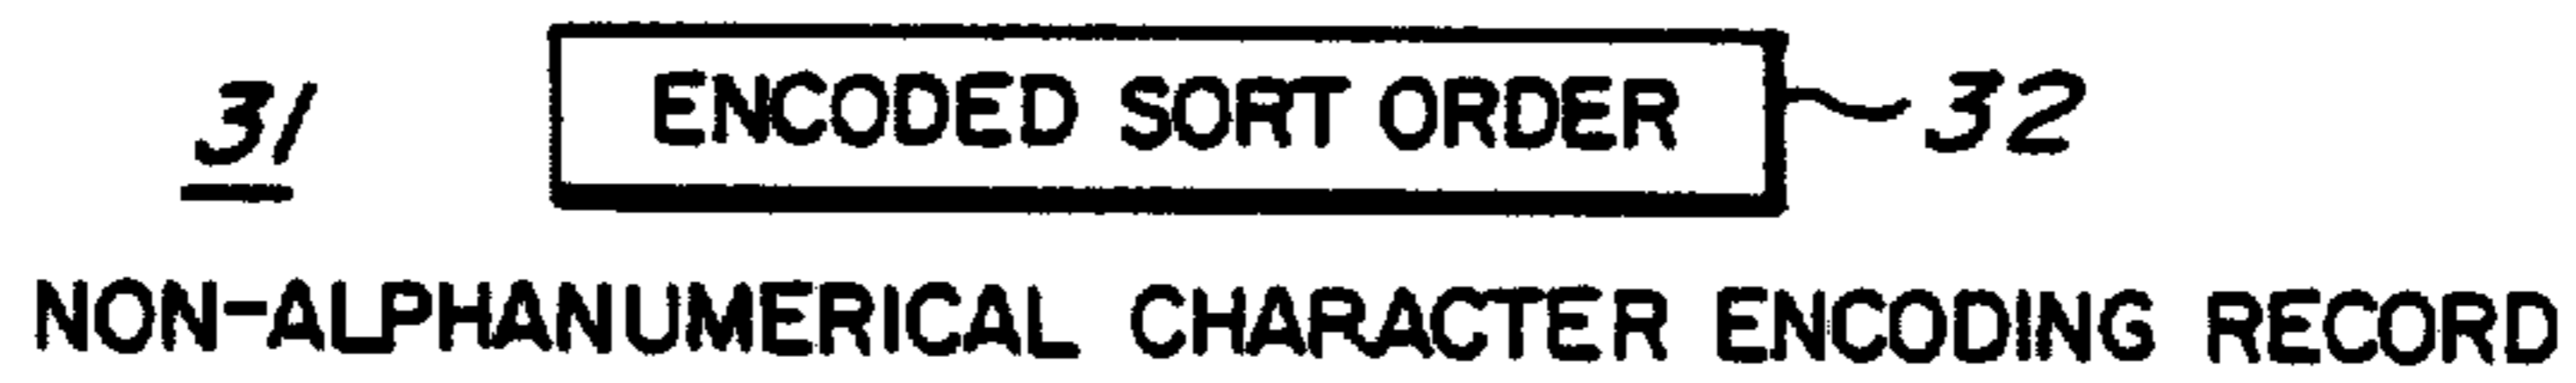 31 ENCODED SORT ORDER 32
NON-ALPHANUMERICAL CHARACTER ENCODING RECORD